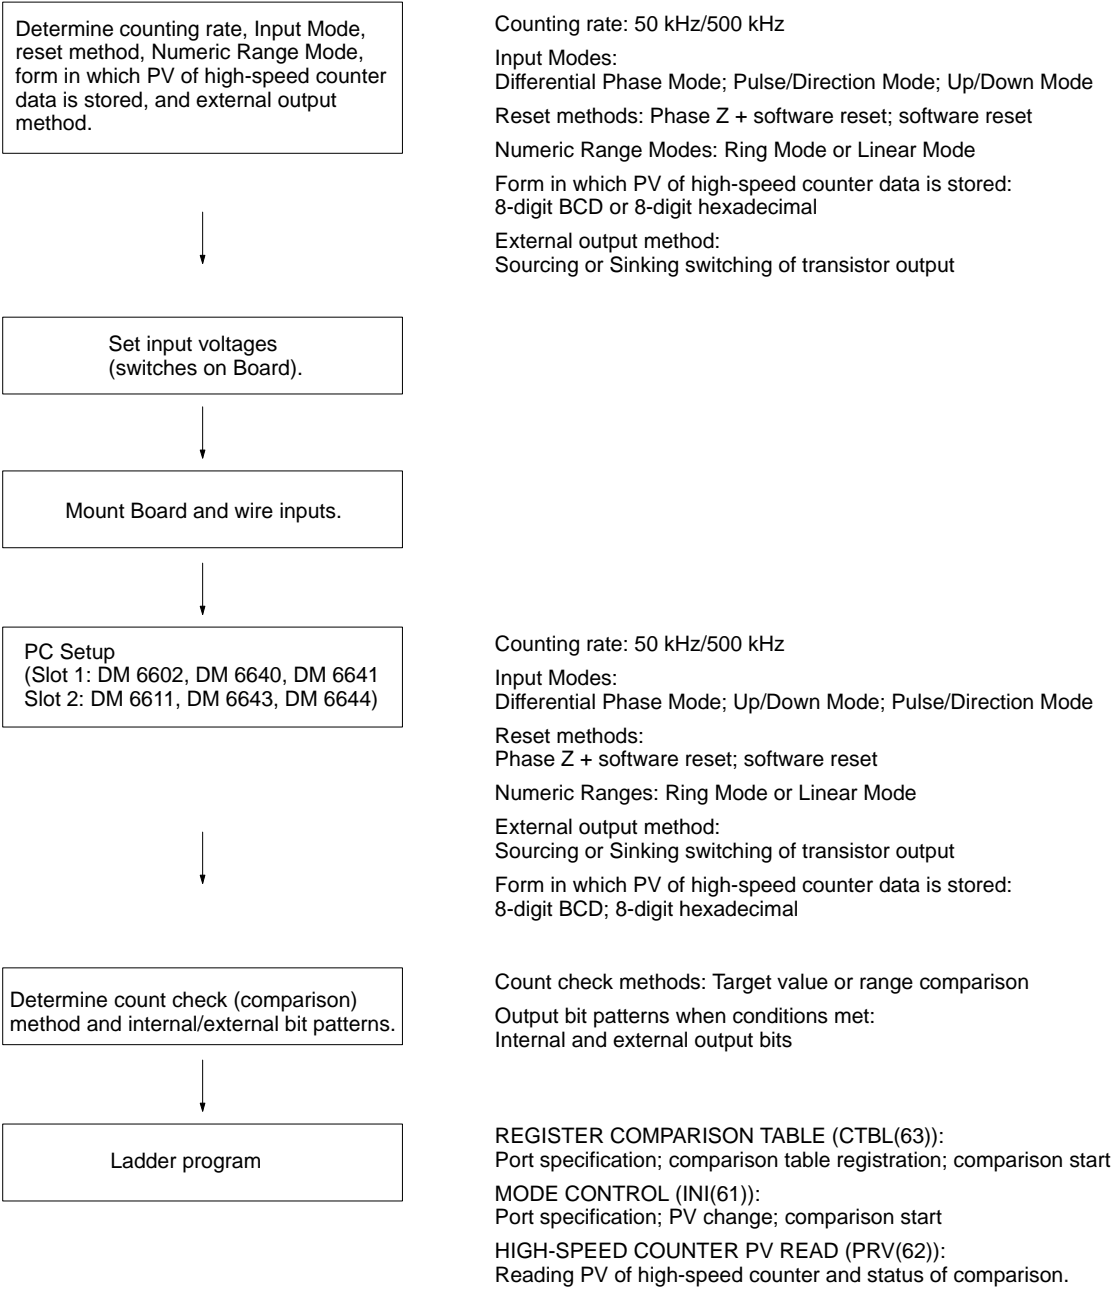 Determine counting rate, Input Mode,
reset method, Numeric Range Mode,
form in which PV of high-speed counter
data is stored, and external output
method.
Counting rate: 50 kHz/500 kHz
Input Modes:
Differential Phase Mode; Pulse/Direction Mode; Up/Down Mode
Reset methods: Phase Z + software reset; software reset
Numeric Range Modes: Ring Mode or Linear Mode
Form in which PV of high-speed counter data is stored:
8-digit BCD or 8-digit hexadecimal
External output method:
Sourcing or Sinking switching of transistor output
Set input voltages
(switches on Board).
Mount Board and wire inputs.
PC Setup
(Slot 1: DM 6602, DM 6640, DM 6641
Slot 2: DM 6611, DM 6643, DM 6644)
Counting rate: 50 kHz/500 kHz
Input Modes:
Differential Phase Mode; Up/Down Mode; Pulse/Direction Mode
Reset methods:
Phase Z + software reset; software reset
Numeric Ranges: Ring Mode or Linear Mode
External output method:
Sourcing or Sinking switching of transistor output
Form in which PV of high-speed counter data is stored:
8-digit BCD; 8-digit hexadecimal
Determine count check (comparison)
method and internal/external bit patterns.
Count check methods: Target value or range comparison
Output bit patterns when conditions met:
Internal and external output bits
Ladder program
REGISTER COMPARISON TABLE (CTBL(63)):
Port specification; comparison table registration; comparison start
MODE CONTROL (INI(61)):
Port specification; PV change; comparison start
HIGH-SPEED COUNTER PV READ (PRV(62)):
Reading PV of high-speed counter and status of comparison.